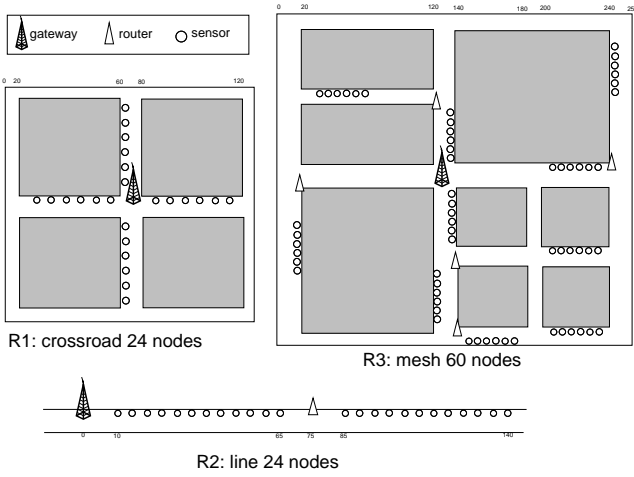 gateway router sensor
0 20 60 80 120
R1: crossroad 24 nodes
0 20 120 140 180 200 240 25
R3: mesh 60 nodes
0 10 65 75 85 140
R2: line 24 nodes